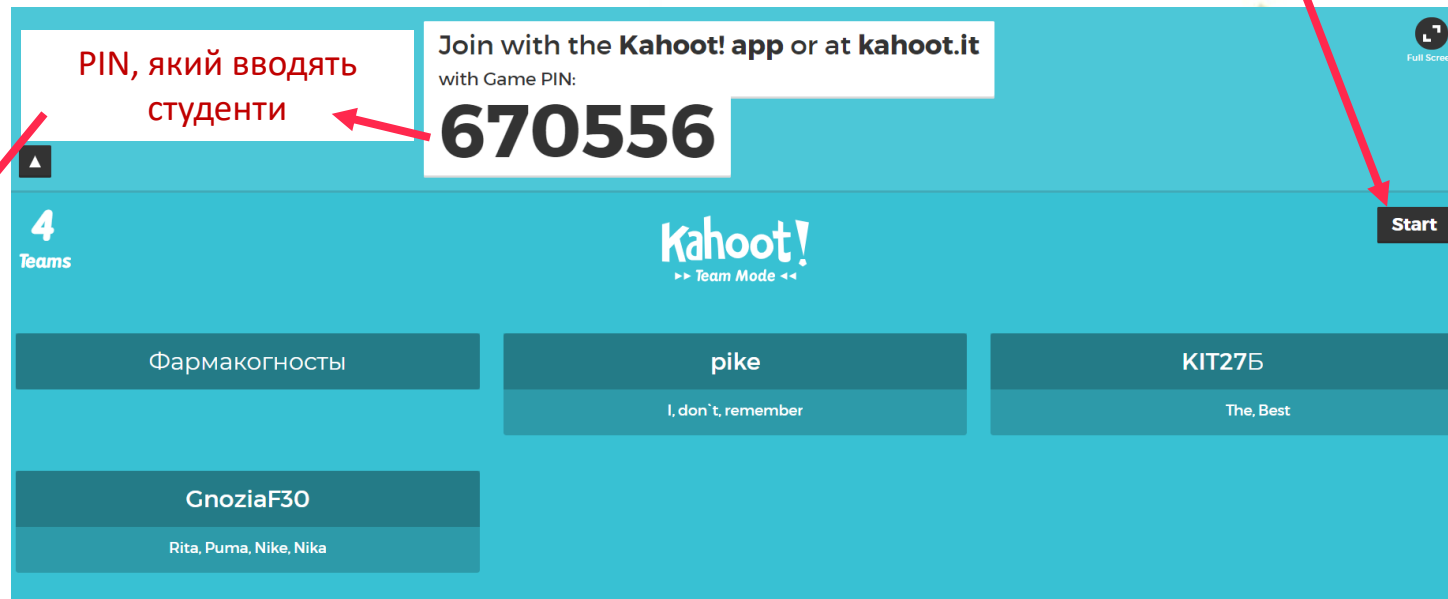 PIN, який вводять
студенти
Join with the Kahoot! app or at kahoot.it
with Game PIN:
670556
Full Scree
▲
4
Teams
Kahoot!
▸▸ Team Mode ◂◂
Start
Фармакогносты
pike
I, don`t, remember
KIT27Б
The, Best
GnoziaF30
Rita, Puma, Nike, Nika